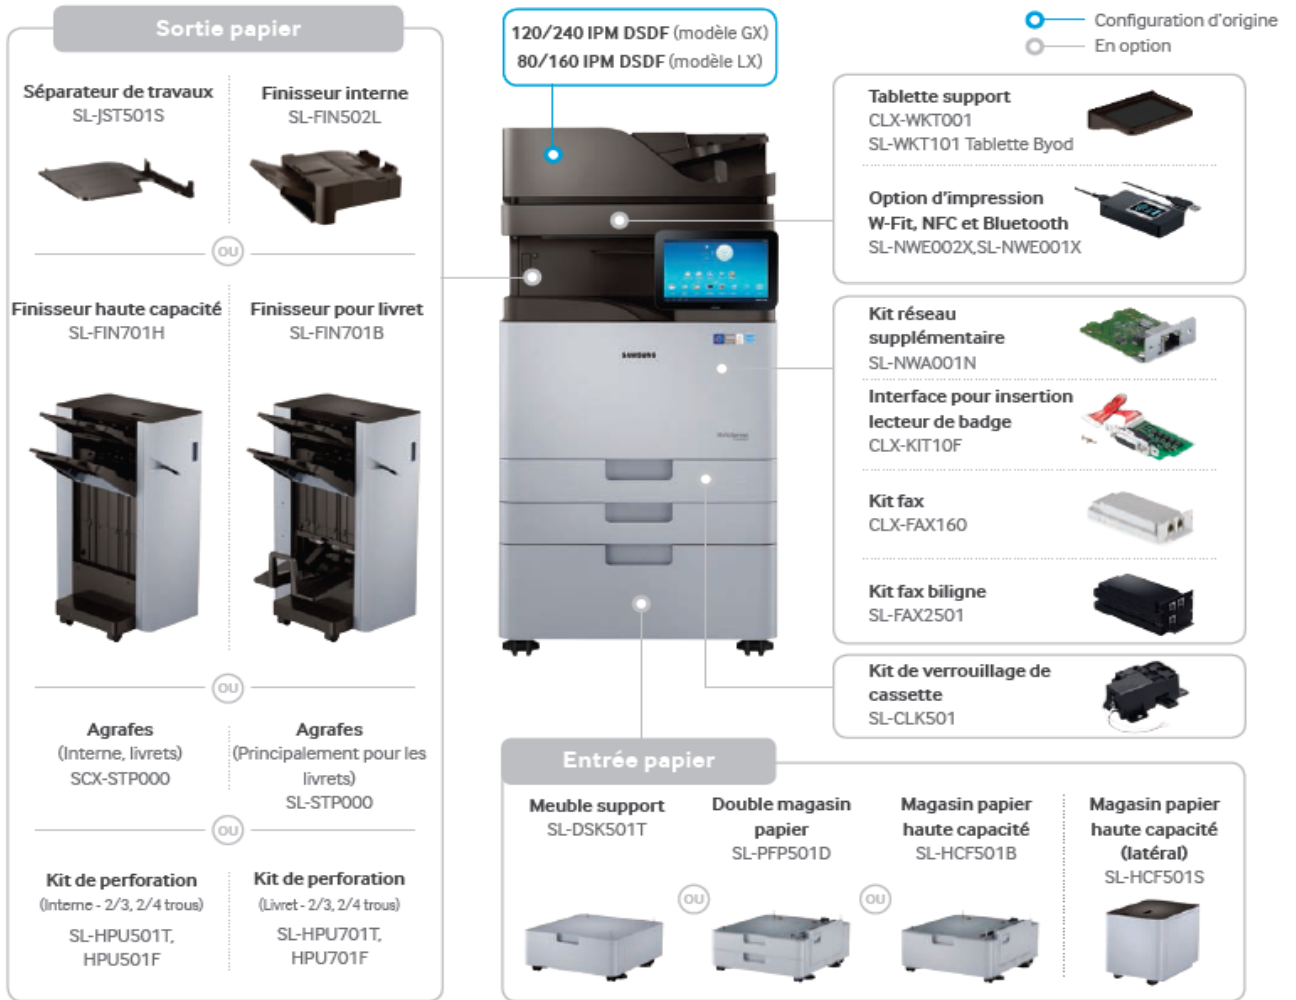 Sortie papier
Séparateur de travaux
SL-JST501S
Finisseur interne
SL-FIN502L
OU
Finisseur haute capacité
SL-FIN701H
Finisseur pour livret
SL-FIN701B
OU
Agrafes
(Interne, livrets)
SCX-STP000
Agrafes
(Principalement pour les
livrets)
SL-STP000
OU
Kit de perforation
(Interne - 2/3, 2/4 trous)
SL-HPU501T,
HPU501F
Kit de perforation
(Livret - 2/3, 2/4 trous)
SL-HPU701T,
HPU701F
120/240 IPM DSDF (modèle GX)
80/160 IPM DSDF (modèle LX)
SAMSUNG
Configuration d'origine
En option
Tablette support
CLX-WKT001
SL-WKT101 Tablette Byod
Option d'impression
W-Fit, NFC et Bluetooth
SL-NWE002X,SL-NWE001X
Kit réseau
supplémentaire
SL-NWA001N
Interface pour insertion
lecteur de badge
CLX-KIT10F
Kit fax
CLX-FAX160
Kit fax biligne
SL-FAX2501
Kit de verrouillage de
cassette
SL-CLK501
Entrée papier
Meuble support
SL-DSK501T
OU
Double magasin
papier
SL-PFP501D
OU
Magasin papier
haute capacité
SL-HCF501B
Magasin papier
haute capacité
(latéral)
SL-HCF501S